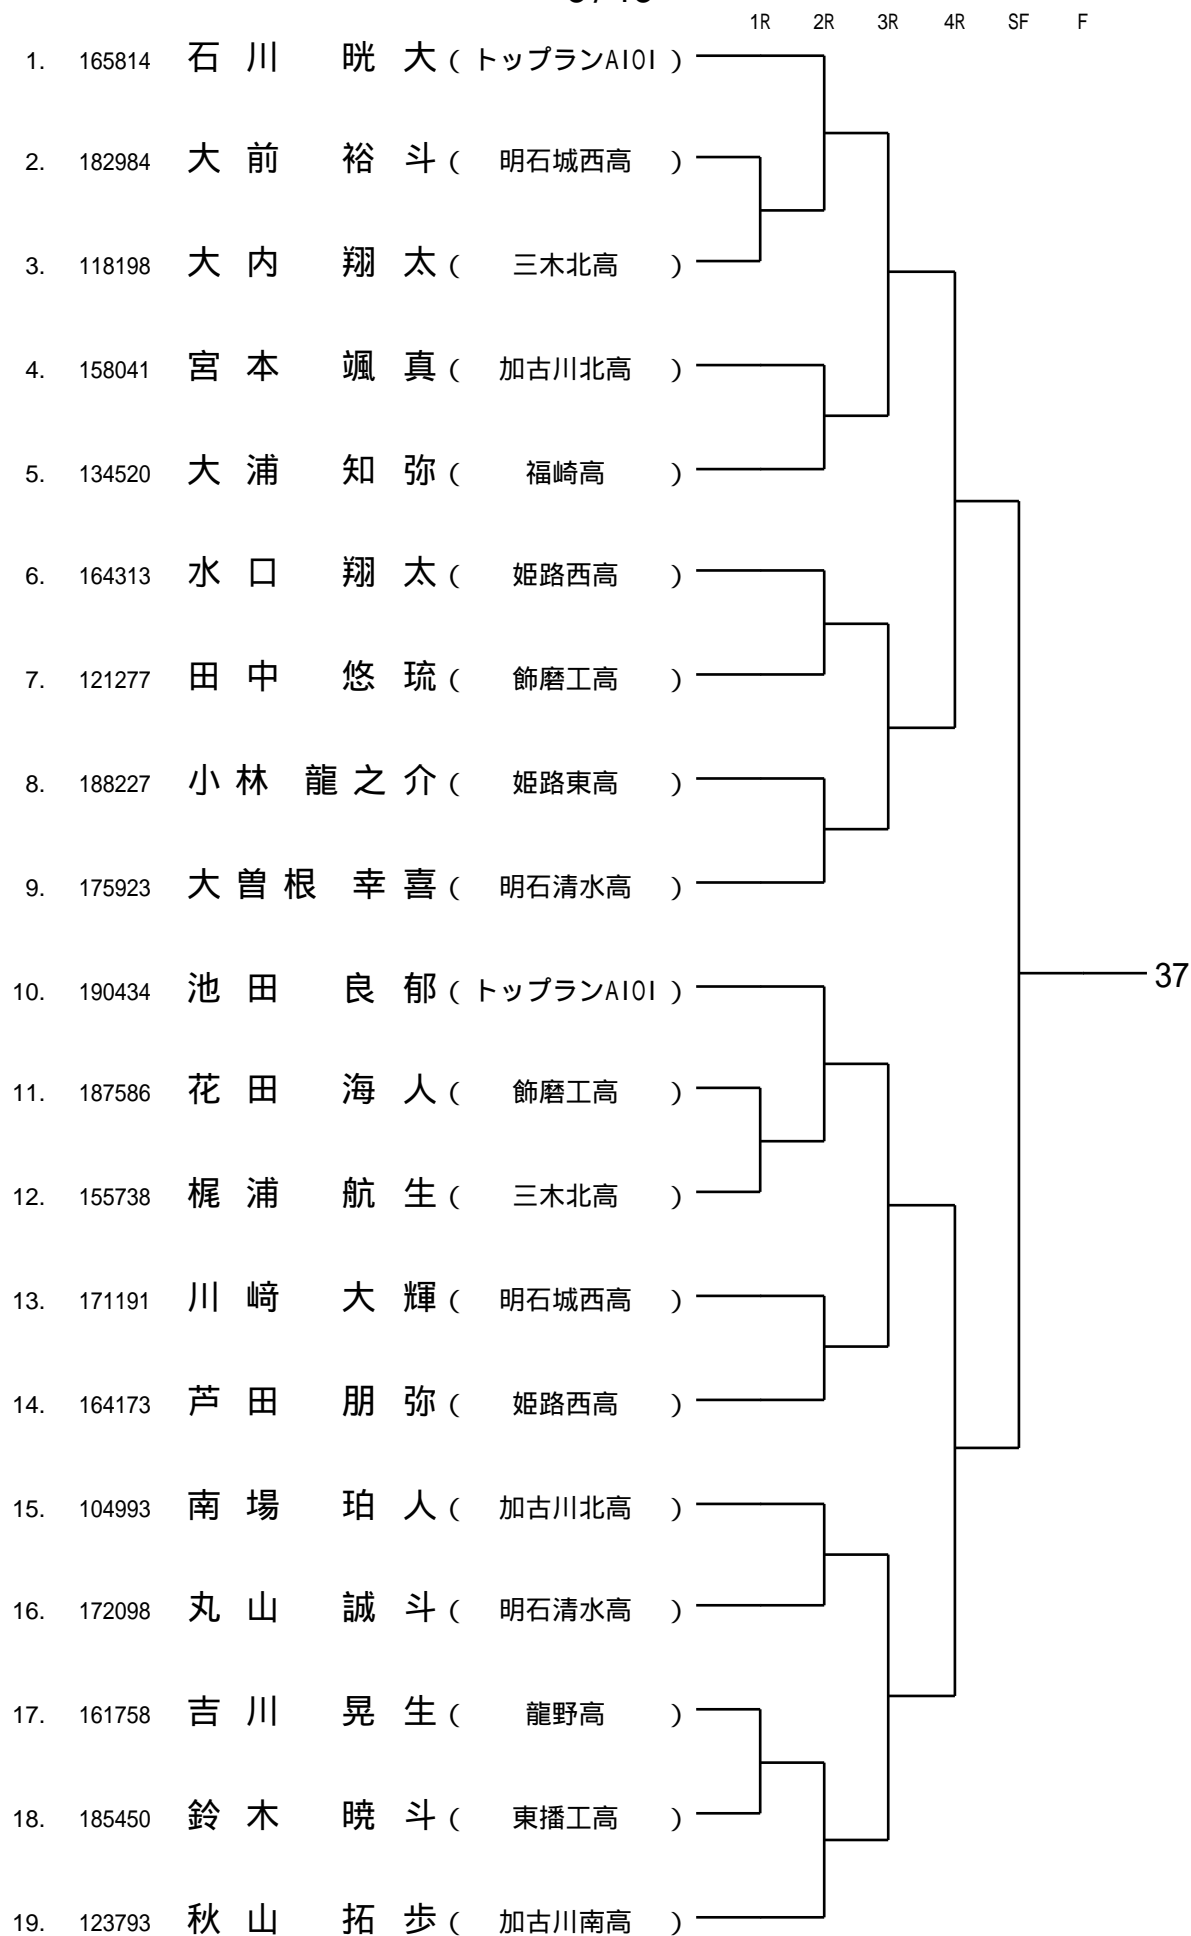 1R 2R 3R 4R SF F
1. 165814 石川 晄大 ( トップランAIOI )
2. 182984 大前 裕斗 ( 明石城西高 )
3. 118198 大内 翔太 ( 三木北高 )
4. 158041 宮本 颯真 ( 加古川北高 )
5. 134520 大浦 知弥 ( 福崎高 )
6. 164313 水口 翔太 ( 姫路西高 )
7. 121277 田中 悠琉 ( 飾磨工高 )
8. 188227 小林 龍之介 ( 姫路東高 )
9. 175923 大曽根 幸喜 ( 明石清水高 )
37
10. 190434 池田 良郁 ( トップランAIOI )
11. 187586 花田 海人 ( 飾磨工高 )
12. 155738 梶浦 航生 ( 三木北高 )
13. 171191 川﨑 大輝 ( 明石城西高 )
14. 164173 芦田 朋弥 ( 姫路西高 )
15. 104993 南場 珀人 ( 加古川北高 )
16. 172098 丸山 誠斗 ( 明石清水高 )
17. 161758 吉川 晃生 ( 龍野高 )
18. 185450 鈴木 暁斗 ( 東播工高 )
19. 123793 秋山 拓歩 ( 加古川南高 )